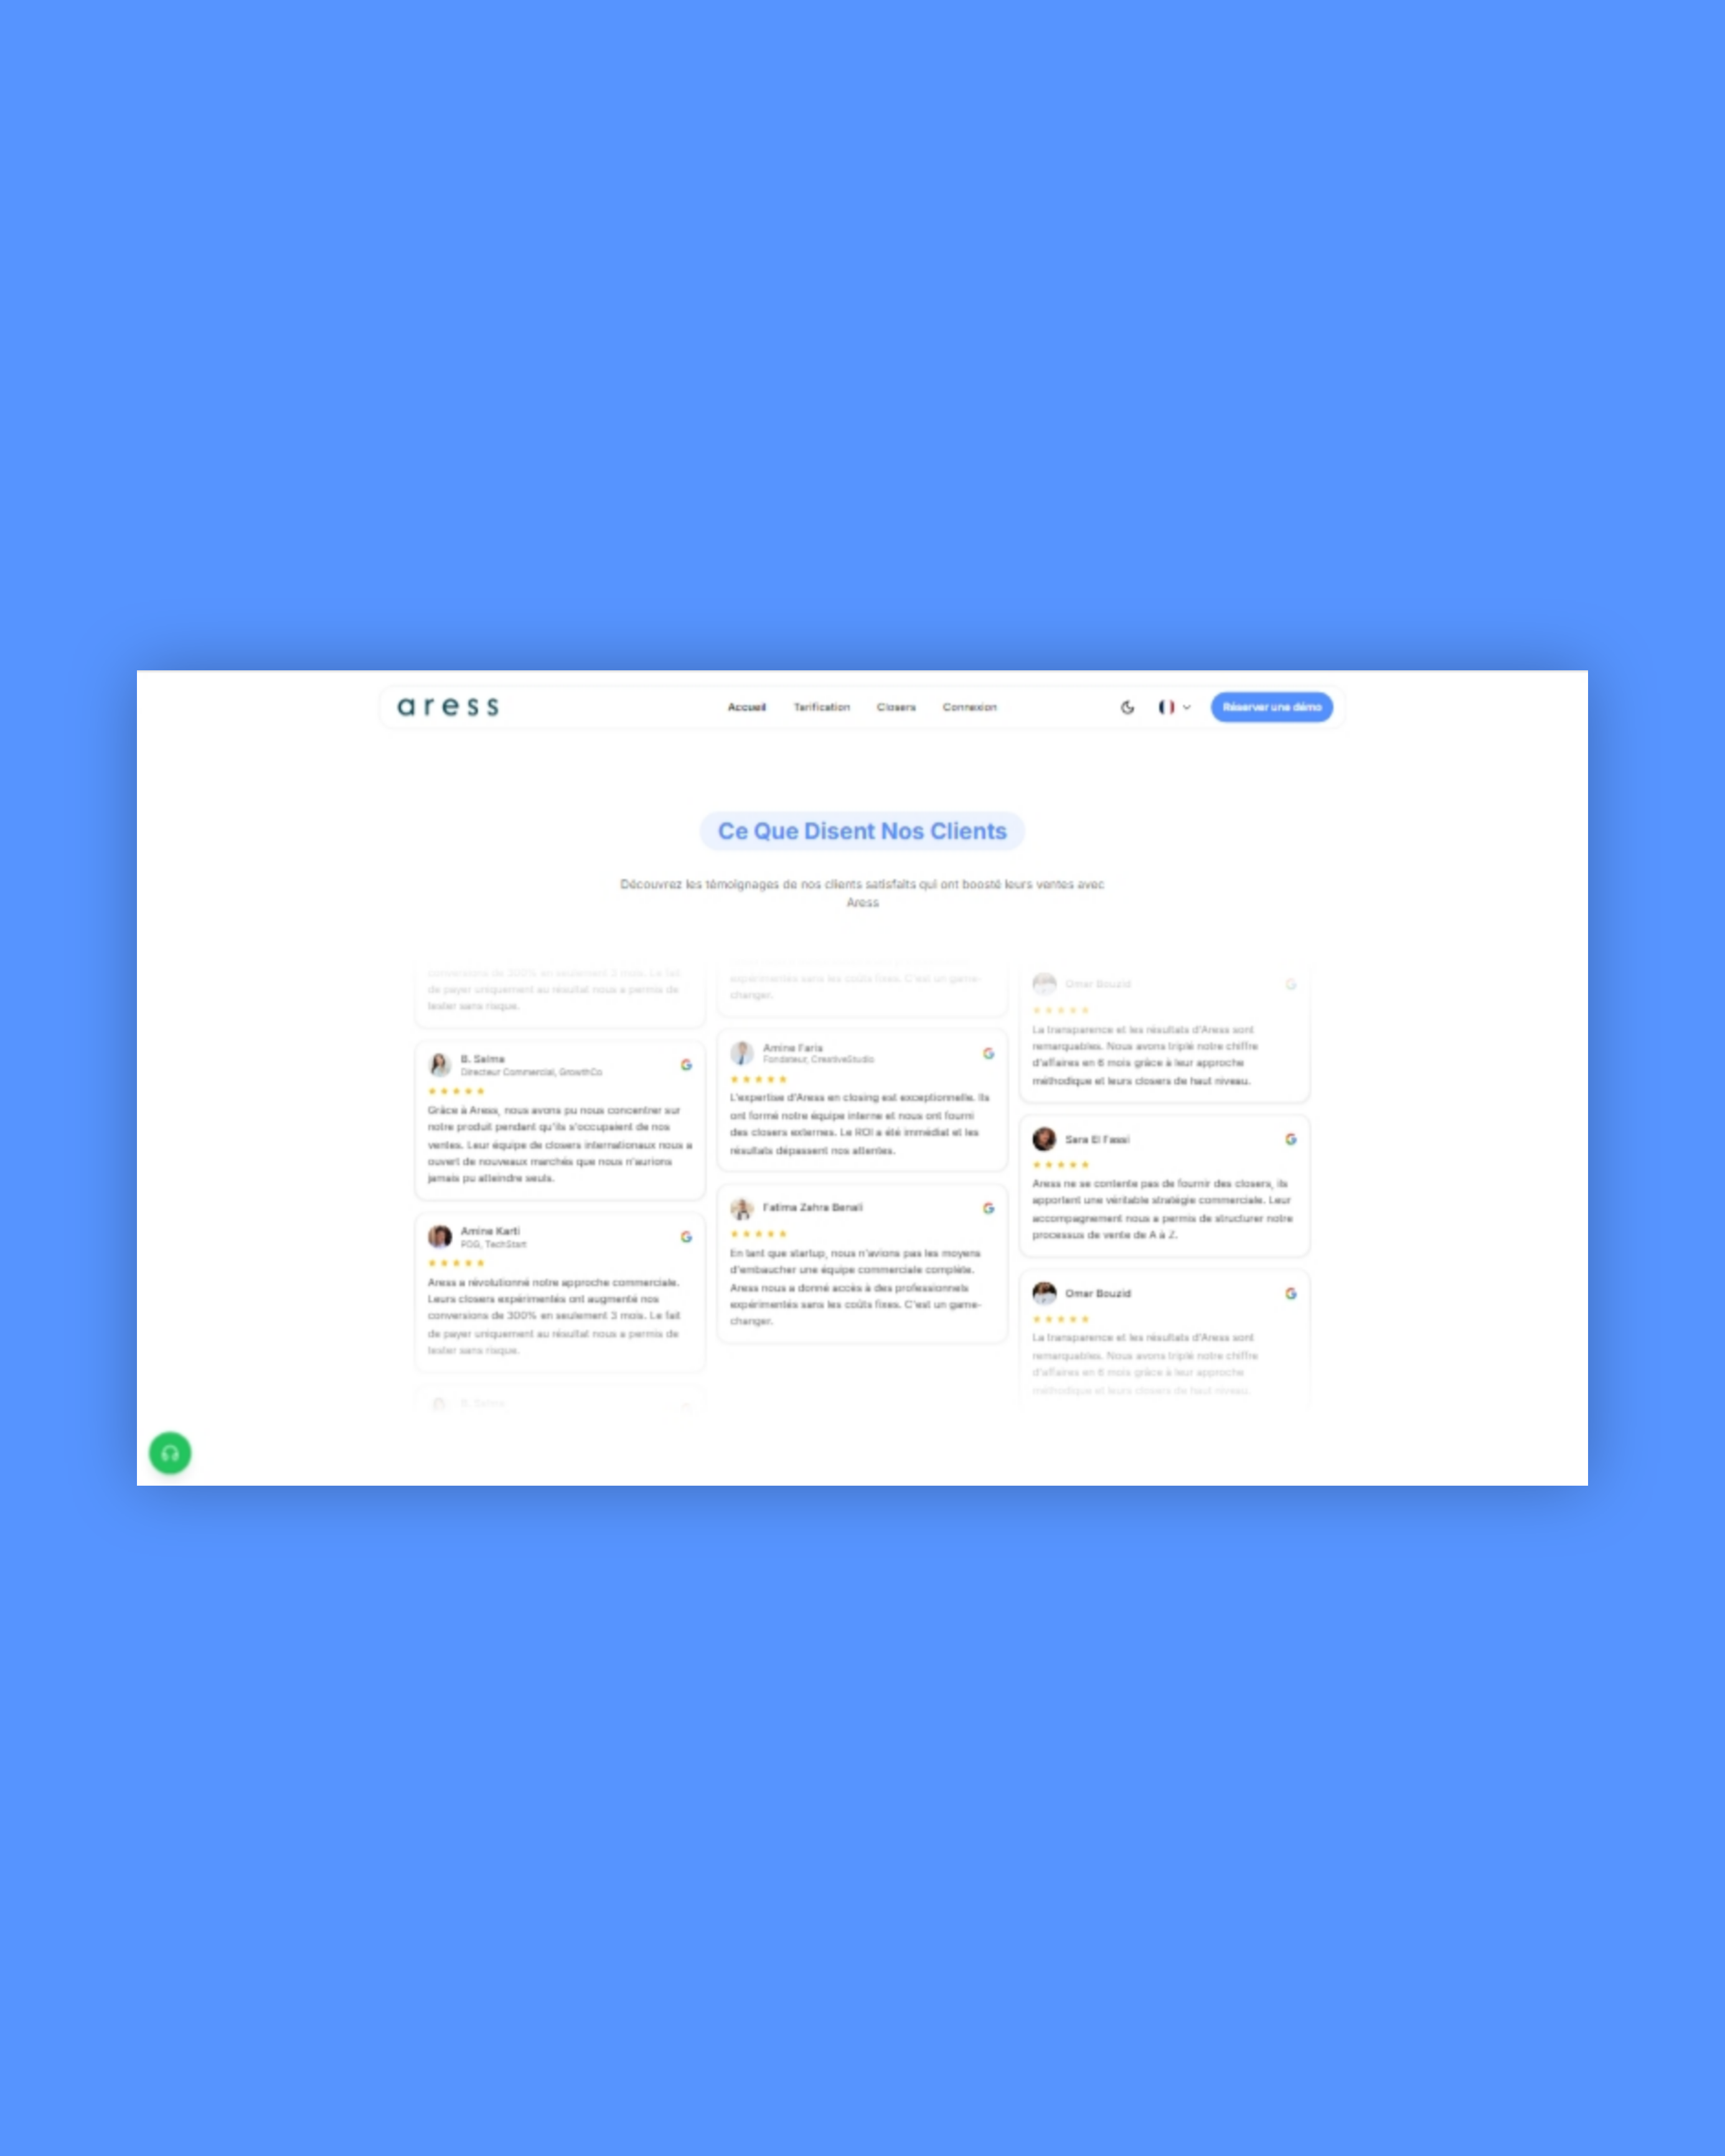 aress
Accueil
Tarification
Closers
Connexion
Réserver une démo
Ce Que Disent Nos Clients
Découvrez les témoignages de nos clients satisfaits qui ont boosté leurs ventes avec
Aress
conversions de 300% en seulement 3 mois. Le fait
de payer uniquement au résultat nous a permis de
tester sans risque.
B. Salma
Directeur Commercial, GrowthCo
Grâce à Aress, nous avons pu nous concentrer sur
notre produit pendant qu'ils s'occupaient de nos
ventes. Leur équipe de closers internationaux nous a
ouvert de nouveaux marchés que nous n'aurions
jamais pu atteindre seuls.
Amine Karti
PDG, TechStart
Aress a révolutionné notre approche commerciale.
Leurs closers expérimentés ont augmenté nos
conversions de 300% en seulement 3 mois. Le fait
de payer uniquement au résultat nous a permis de
tester sans risque.
B. Salma
expérimentés sans les coûts fixes. C'est un game-
changer.
Amine Faris
Fondateur, CreativeStudio
L'expertise d'Aress en closing est exceptionnelle. Ils
ont formé notre équipe interne et nous ont fourni
des closers externes. Le ROI a été immédiat et les
résultats dépassent nos attentes.
Fatima Zahra Benali
En tant que startup, nous n'avions pas les moyens
d'embaucher une équipe commerciale complète.
Aress nous a donné accès à des professionnels
expérimentés sans les coûts fixes. C'est un game-
changer.
Omar Bouzid
La transparence et les résultats d'Aress sont
remarquables. Nous avons triplé notre chiffre
d'affaires en 6 mois grâce à leur approche
méthodique et leurs closers de haut niveau.
Sara El Fassi
Aress ne se contente pas de fournir des closers, ils
apportent une véritable stratégie commerciale. Leur
accompagnement nous a permis de structurer notre
processus de vente de A à Z.
Omar Bouzid
La transparence et les résultats d'Aress sont
remarquables. Nous avons triplé notre chiffre
d'affaires en 6 mois grâce à leur approche
méthodique et leurs closers de haut niveau.